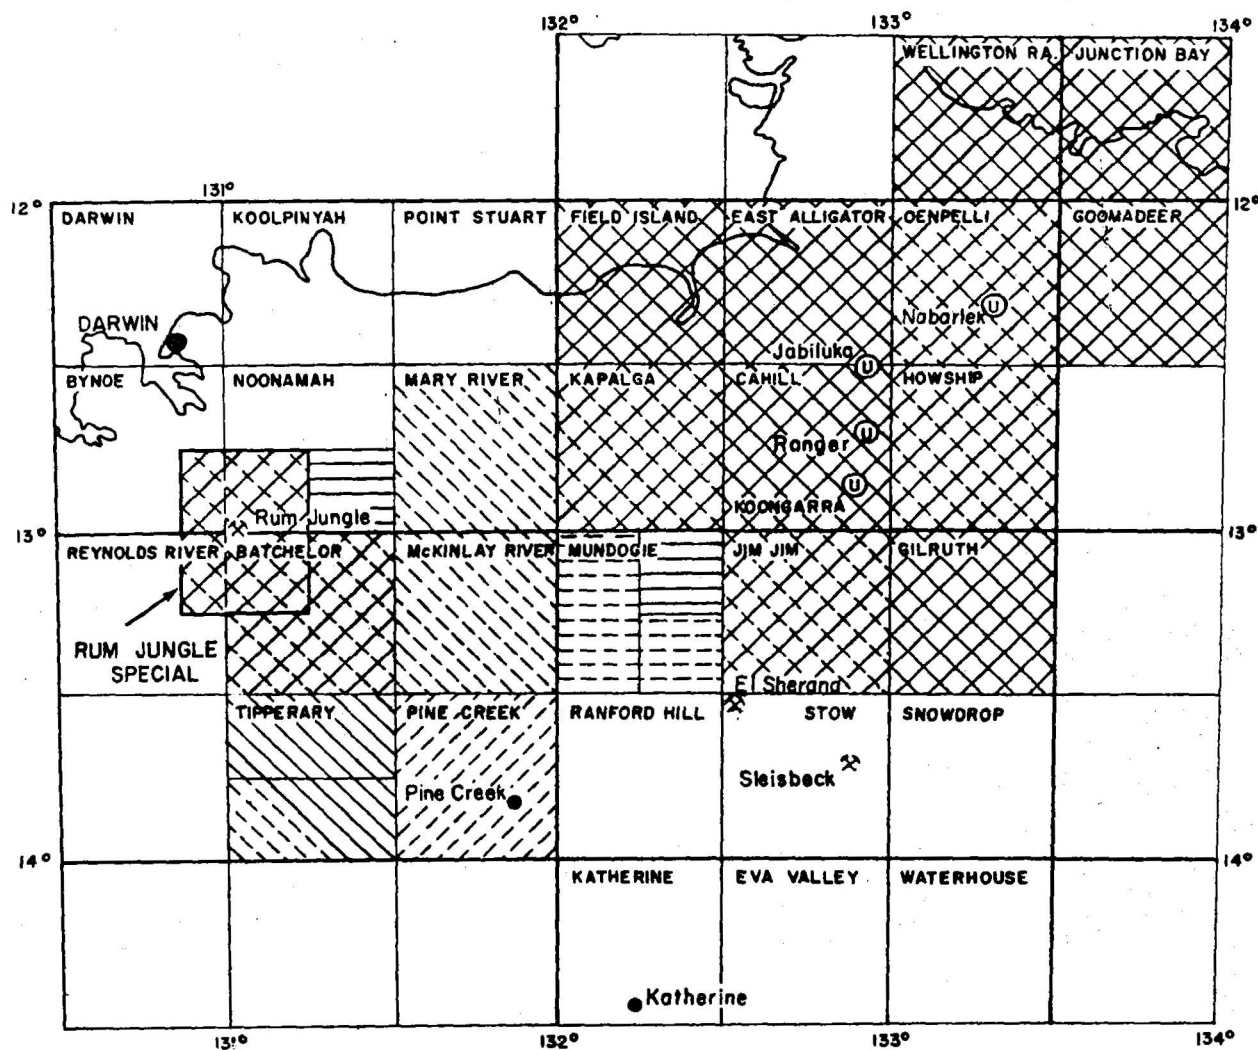 132°
133°
134°
WELLINGTON RA.
JUNCTION BAY
131°
12°
DARWIN
KOOLPINYAH
POINT STUART
FIELD ISLAND
EAST ALLIGATOR
OENPELLI
GOOMADEER
12°
DARWIN
Nabarlek
U
Jabiluka
U
BYNOE
NOONAMAH
MARY RIVER
KAPALGA
CAHILL
HOWSHIP
Ranger
U
U
KOONGARRA
Rum Jungle
13°
13°
REYNOLDS RIVER
BATCHELOR
McKINLAY RIVER
MUNDOGIE
JIM JIM
GILRUTH
RUM JUNGLE
SPECIAL
El Sherana
TIPPERARY
PINE CREEK
RANFORD HILL
STOW
SNOWDROP
Sleisbeck
Pine Creek
14°
14°
KATHERINE
EVA VALLEY
WATERHOUSE
Katherine
131°
132°
133°
134°